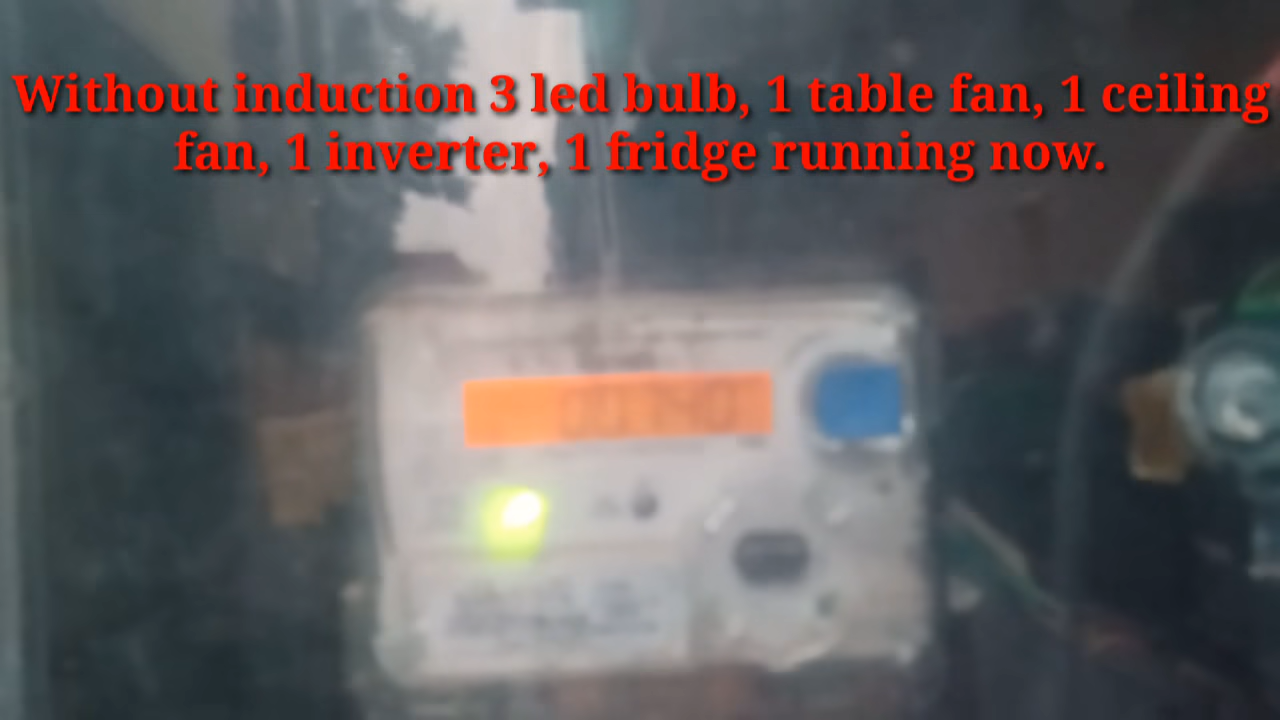 Without induction 3 led bulb, 1 table fan, 1 ceiling
fan, 1 inverter, 1 fridge running now.